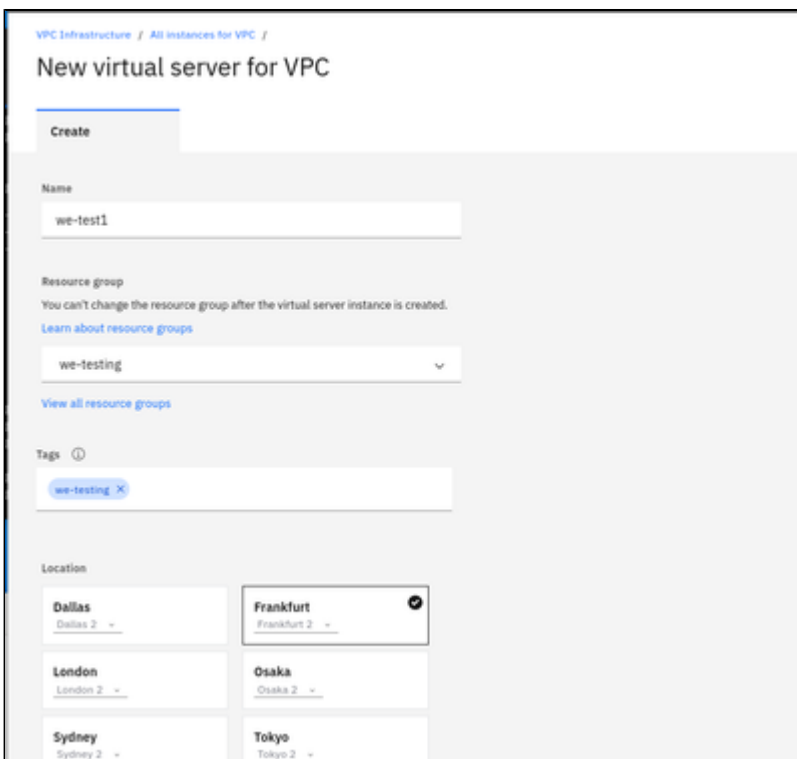 VPC Infrastructure / All instances for VPC /
New virtual server for VPC
Create
Name
we-test1
Resource group
You can't change the resource group after the virtual server instance is created.
Learn about resource groups
we-testing
View all resource groups
Tags
we-testing ×
Location
Dallas
Dallas 2
Frankfurt
Frankfurt 2
London
London 2
Osaka
Osaka 2
Sydney
Sydney 2
Tokyo
Tokyo 2